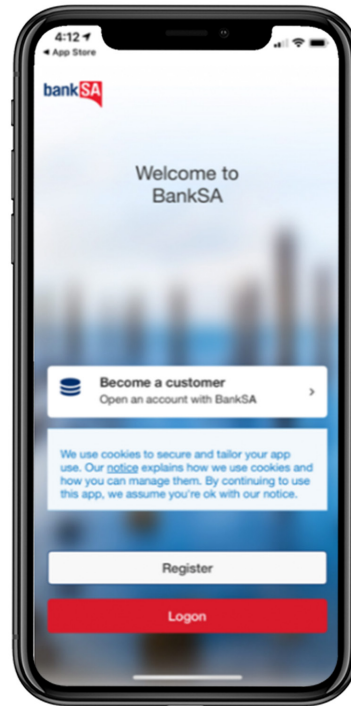 4:12
App Store
bankSA
Welcome to
BankSA
Become a customer
Open an account with BankSA
We use cookies to secure and tailor your app
use. Our notice explains how we use cookies and
how you can manage them. By continuing to use
this app, we assume you're ok with our notice.
Register
Logon